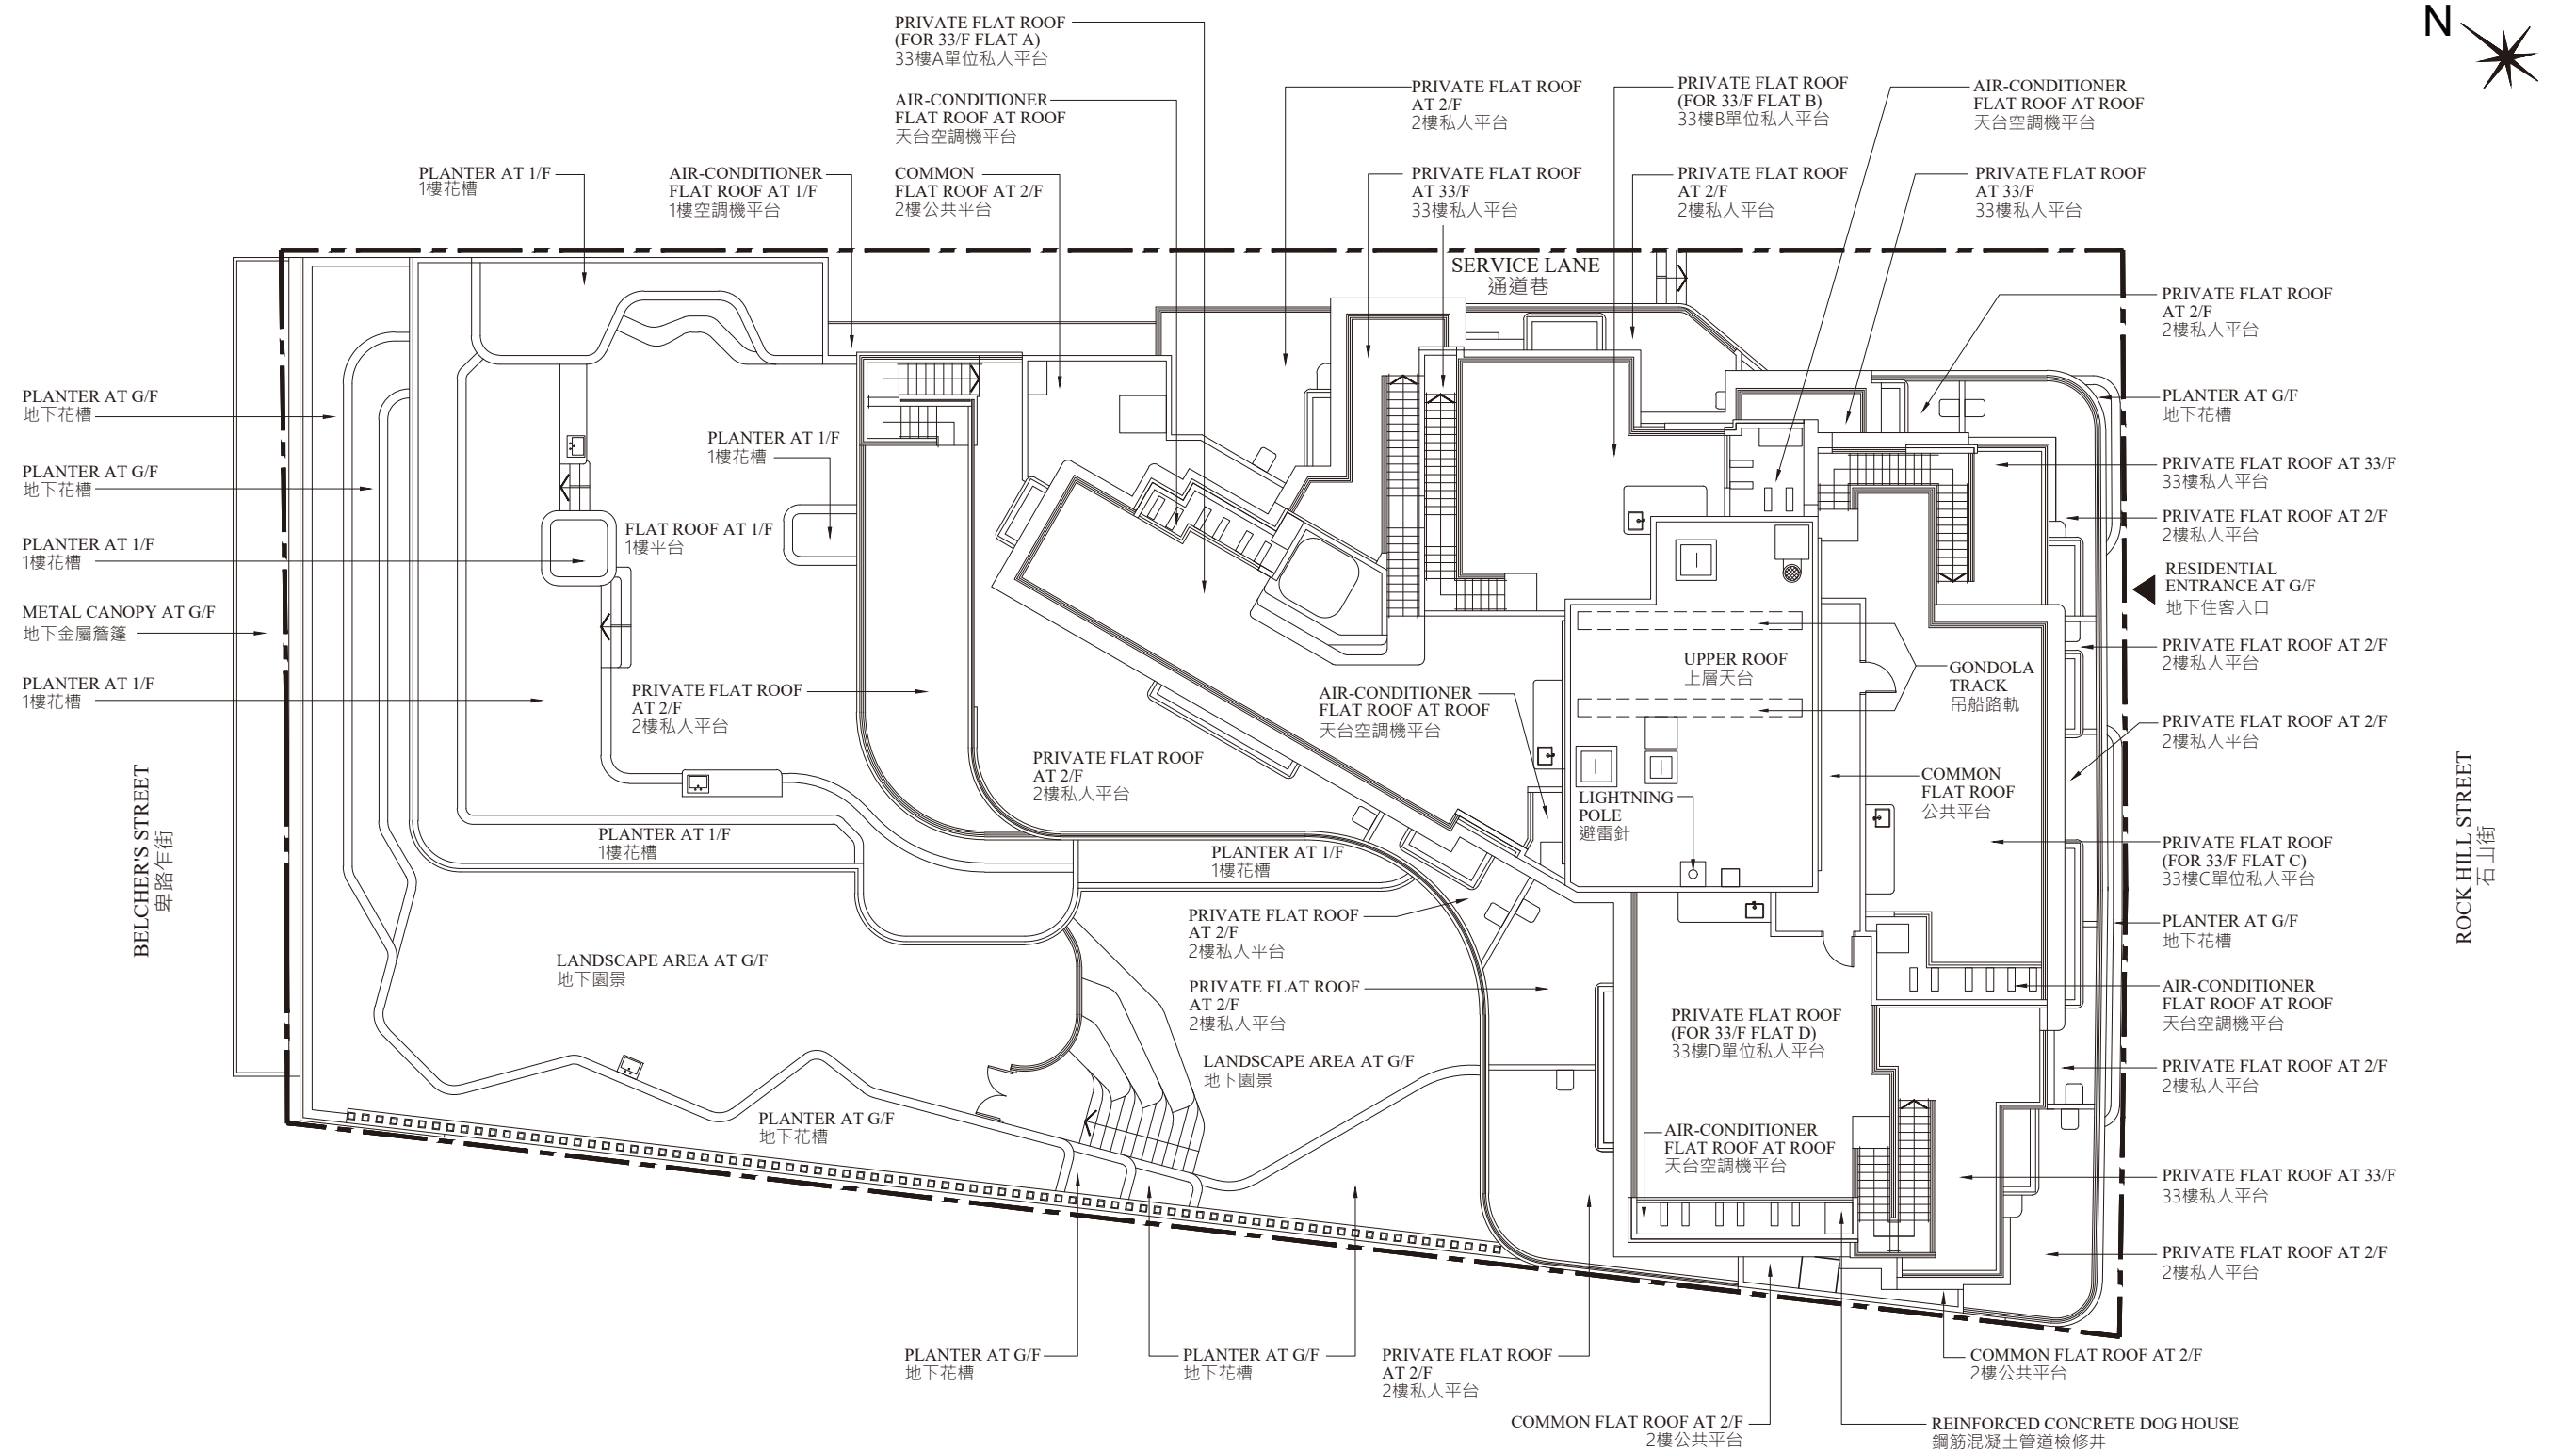 N
PRIVATE FLAT ROOF
(FOR 33/F FLAT A)
33樓A單位私人平台
AIR-CONDITIONER
FLAT ROOF AT ROOF
天台空調機平台
PRIVATE FLAT ROOF
AT 2/F
2樓私人平台
PRIVATE FLAT ROOF
(FOR 33/F FLAT B)
33樓B單位私人平台
AIR-CONDITIONER
FLAT ROOF AT ROOF
天台空調機平台
PLANTER AT 1/F
1樓花槽
AIR-CONDITIONER
FLAT ROOF AT 1/F
1樓空調機平台
COMMON
FLAT ROOF AT 2/F
2樓公共平台
PRIVATE FLAT ROOF
AT 33/F
33樓私人平台
PRIVATE FLAT ROOF
AT 2/F
2樓私人平台
PRIVATE FLAT ROOF
AT 33/F
33樓私人平台
SERVICE LANE
通道巷
PRIVATE FLAT ROOF
AT 2/F
2樓私人平台
PLANTER AT G/F
地下花槽
PLANTER AT G/F
地下花槽
PLANTER AT 1/F
1樓花槽
PLANTER AT G/F
地下花槽
PRIVATE FLAT ROOF AT 33/F
33樓私人平台
PRIVATE FLAT ROOF AT 2/F
2樓私人平台
FLAT ROOF AT 1/F
1樓平台
PLANTER AT 1/F
1樓花槽
RESIDENTIAL
ENTRANCE AT G/F
地下住客入口
METAL CANOPY AT G/F
地下金屬簷篷
PRIVATE FLAT ROOF AT 2/F
2樓私人平台
UPPER ROOF
上層天台
GONDOLA
TRACK
吊船路軌
PLANTER AT 1/F
1樓花槽
PRIVATE FLAT ROOF
AT 2/F
2樓私人平台
AIR-CONDITIONER
FLAT ROOF AT ROOF
天台空調機平台
PRIVATE FLAT ROOF AT 2/F
2樓私人平台
PRIVATE FLAT ROOF
AT 2/F
2樓私人平台
COMMON
FLAT ROOF
公共平台
LIGHTNING
POLE
避雷針
BELCHER'S STREET
卑路乍街
ROCK HILL STREET
石山街
PLANTER AT 1/F
1樓花槽
PLANTER AT 1/F
1樓花槽
PRIVATE FLAT ROOF
(FOR 33/F FLAT C)
33樓C單位私人平台
PRIVATE FLAT ROOF
AT 2/F
2樓私人平台
PLANTER AT G/F
地下花槽
LANDSCAPE AREA AT G/F
地下園景
PRIVATE FLAT ROOF
AT 2/F
2樓私人平台
AIR-CONDITIONER
FLAT ROOF AT ROOF
天台空調機平台
PRIVATE FLAT ROOF
(FOR 33/F FLAT D)
33樓D單位私人平台
LANDSCAPE AREA AT G/F
地下園景
PRIVATE FLAT ROOF AT 2/F
2樓私人平台
PLANTER AT G/F
地下花槽
AIR-CONDITIONER
FLAT ROOF AT ROOF
天台空調機平台
PRIVATE FLAT ROOF AT 33/F
33樓私人平台
PRIVATE FLAT ROOF AT 2/F
2樓私人平台
PLANTER AT G/F
地下花槽
PLANTER AT G/F
地下花槽
PRIVATE FLAT ROOF
AT 2/F
2樓私人平台
COMMON FLAT ROOF AT 2/F
2樓公共平台
COMMON FLAT ROOF AT 2/F
2樓公共平台
REINFORCED CONCRETE DOG HOUSE
鋼筋混凝土管道檢修井